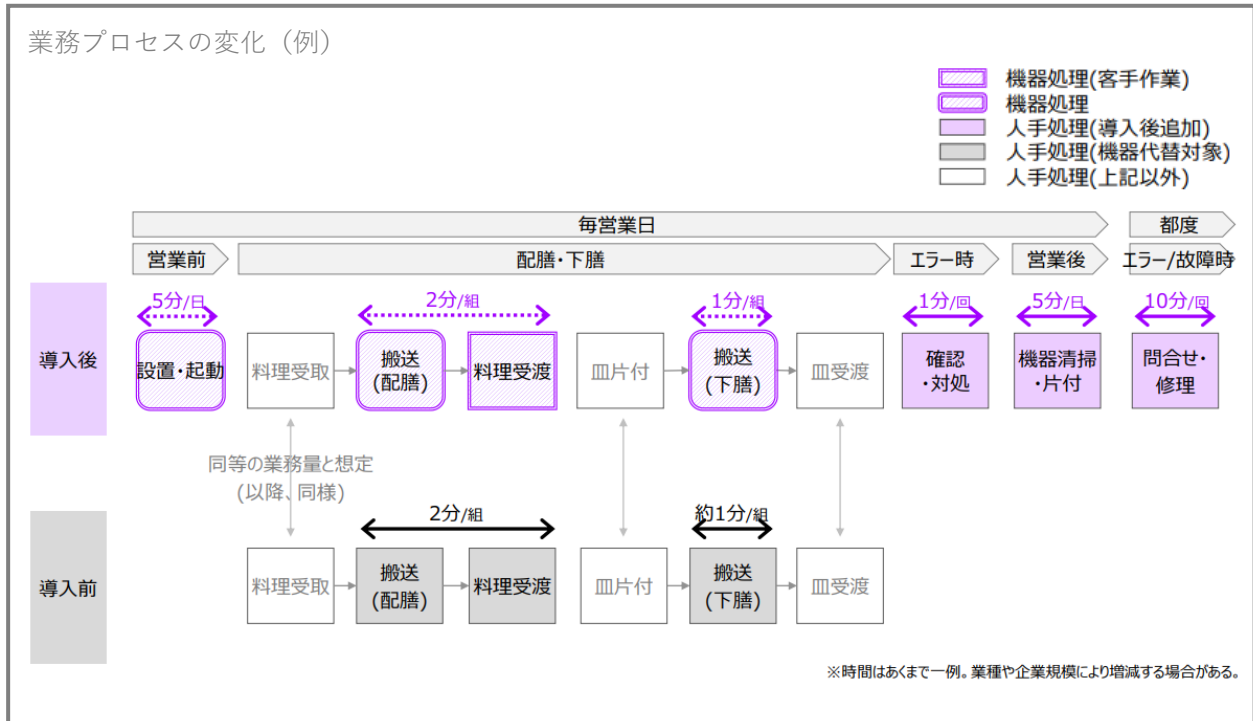 業務プロセスの変化（例）
機器処理(客手作業)
機器処理
人手処理(導入後追加)
人手処理(機器代替対象)
人手処理(上記以外)
毎営業日
都度
営業前
配膳・下膳
エラー時
営業後
エラー/故障時
導入後
5分/日
2分/組
1分/組
1分/回
5分/日
10分/回
設置・起動
料理受取
搬送
(配膳)
料理受渡
皿片付
搬送
(下膳)
皿受渡
確認
・対処
機器清掃
・片付
問合せ・
修理
同等の業務量と想定
(以降、同様)
導入前
2分/組
約1分/組
料理受取
搬送
(配膳)
料理受渡
皿片付
搬送
(下膳)
皿受渡
※時間はあくまで一例。業種や企業規模により増減する場合がある。